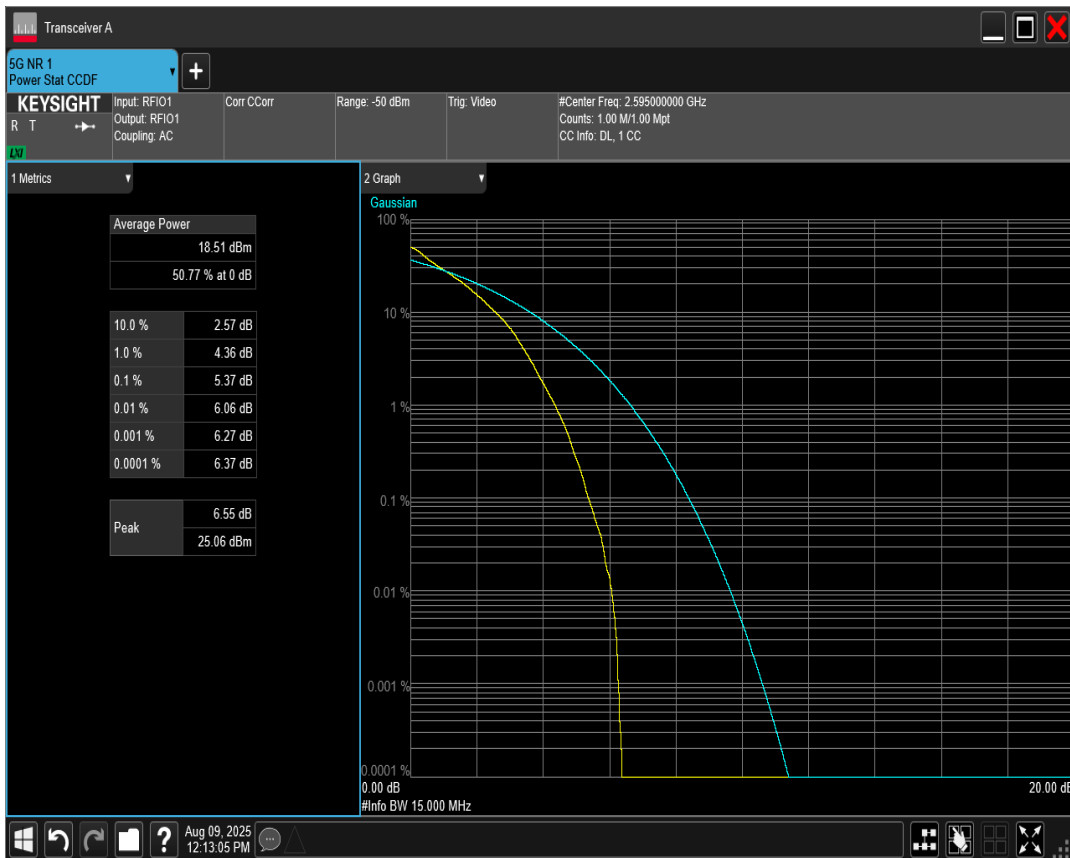 Transceiver A
5G NR 1
Power Stat CCDF
KEYSIGHT
R T
LXI
Input: RFIO1
Output: RFIO1
Coupling: AC
Corr CCorr
Range: -50 dBm
Trig: Video
#Center Freq: 2.595000000 GHz
Counts: 1.00 M/1.00 Mpt
CC Info: DL, 1 CC
1 Metrics
Average Power
18.51 dBm
50.77 % at 0 dB
10.0 % 2.57 dB
1.0 % 4.36 dB
0.1 % 5.37 dB
0.01 % 6.06 dB
0.001 % 6.27 dB
0.0001 % 6.37 dB
Peak
6.55 dB
25.06 dBm
2 Graph
Gaussian
100 %
10 %
1 %
0.1 %
0.01 %
0.001 %
0.0001 %
0.00 dB
20.00 dB
#Info BW 15.000 MHz
?
Aug 09, 2025
12:13:05 PM